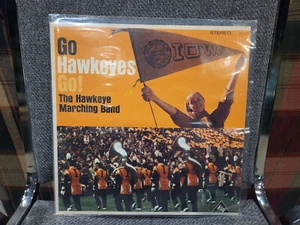 Go
Hawkeyes
Go!
The Hawkeye
Marching Band
STEREO
IOWA